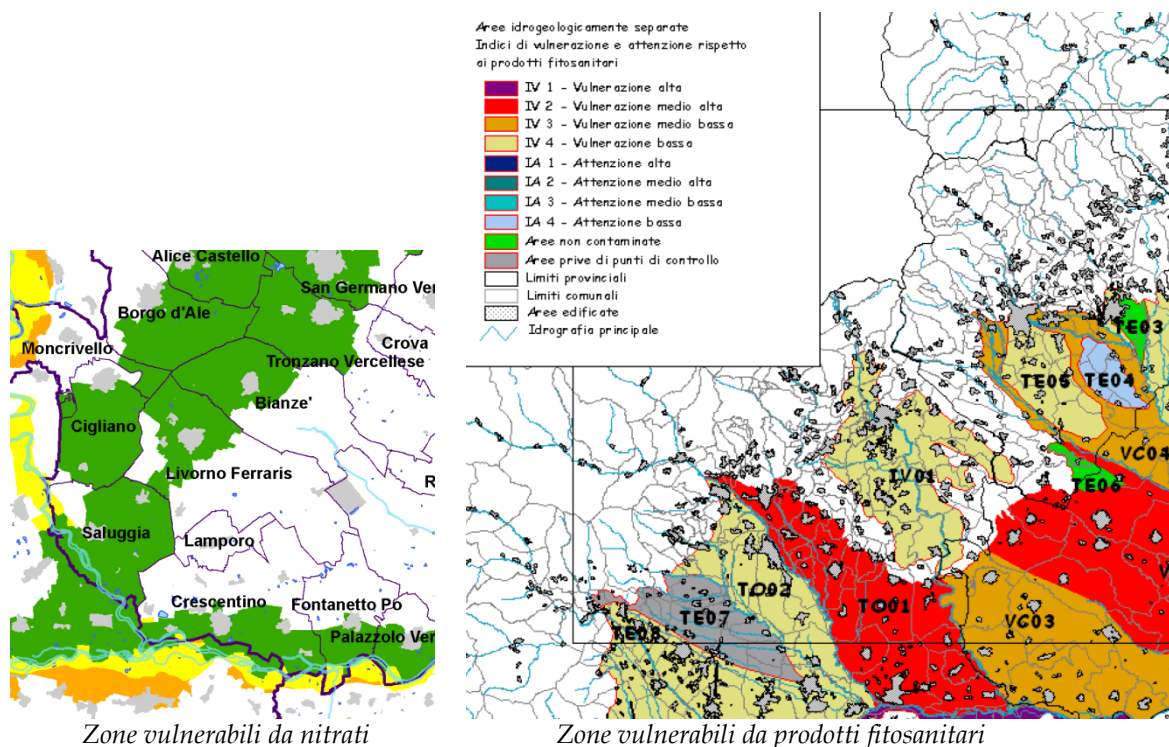 Aree idrogeologicamente separate
Indici di vulnerazione e attenzione rispetto
ai prodotti fitosanitari
IV 1 - Vulnerazione alta
IV 2 - Vulnerazione medio alta
IV 3 - Vulnerazione medio bassa
IV 4 - Vulnerazione bassa
IA 1 - Attenzione alta
IA 2 - Attenzione medio alta
IA 3 - Attenzione medio bassa
IA 4 - Attenzione bassa
Aree non contaminate
Aree prive di punti di controllo
Limiti provinciali
Limiti comunali
Aree edificate
Idrografia principale
Alice Castello
San Germano Ver
Borgo d'Ale
Crova
Moncrivello
Tronzano Vercellese
Bianze'
Cigliano
Livorno Ferraris
R
Saluggia
Lamporo
Crescentino
Fontanetto Po
Palazzolo Ver
TE03
TE05
TE04
VC04
IV01
TE06
V
TO02
TO01
TE07
VC03
TE08
Zone vulnerabili da nitrati
Zone vulnerabili da prodotti fitosanitari